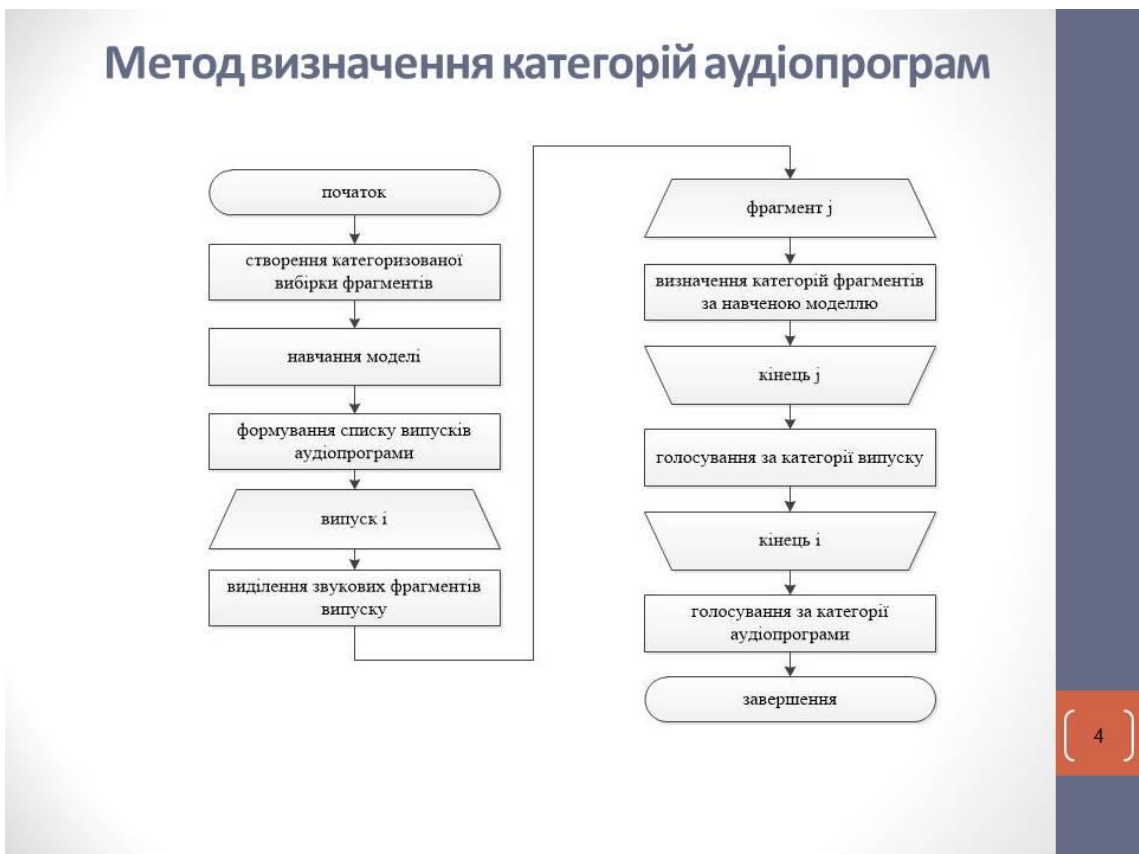 Метод визначення категорій аудіопрограм
початок
створення категоризованої
вибірки фрагментів
навчання моделі
формування списку випусків
аудіопрограми
випуск і
виділення звукових фрагментів
випуску
фрагмент j
визначення категорій фрагментів
за навченою моделлю
кінець j
голосування за категорії випуску
кінець і
голосування за категорії
аудіопрограми
завершення
4